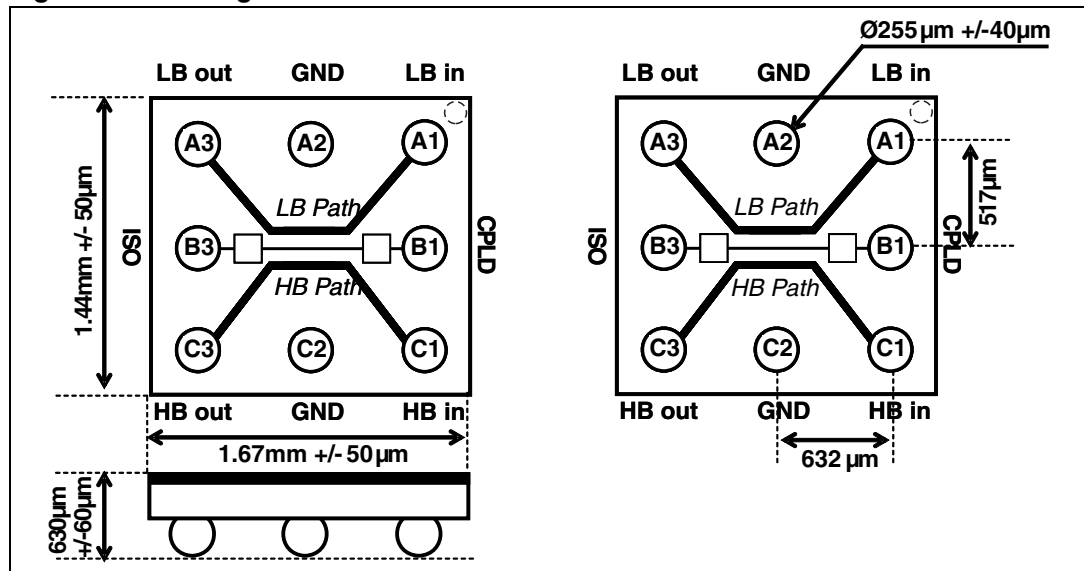 Ø255µm +/-40µm
LB out GND LB in
A3 A2 A1
LB Path
ISO
B3 B1
CPLD
HB Path
C3 C2 C1
HB out GND HB in
1.44mm +/- 50µm
1.67mm +/- 50µm
630µm
+/-60µm
LB out GND LB in
A3 A2 A1
517µm
LB Path
ISO
B3 B1
CPLD
HB Path
C3 C2 C1
HB out GND HB in
632 µm